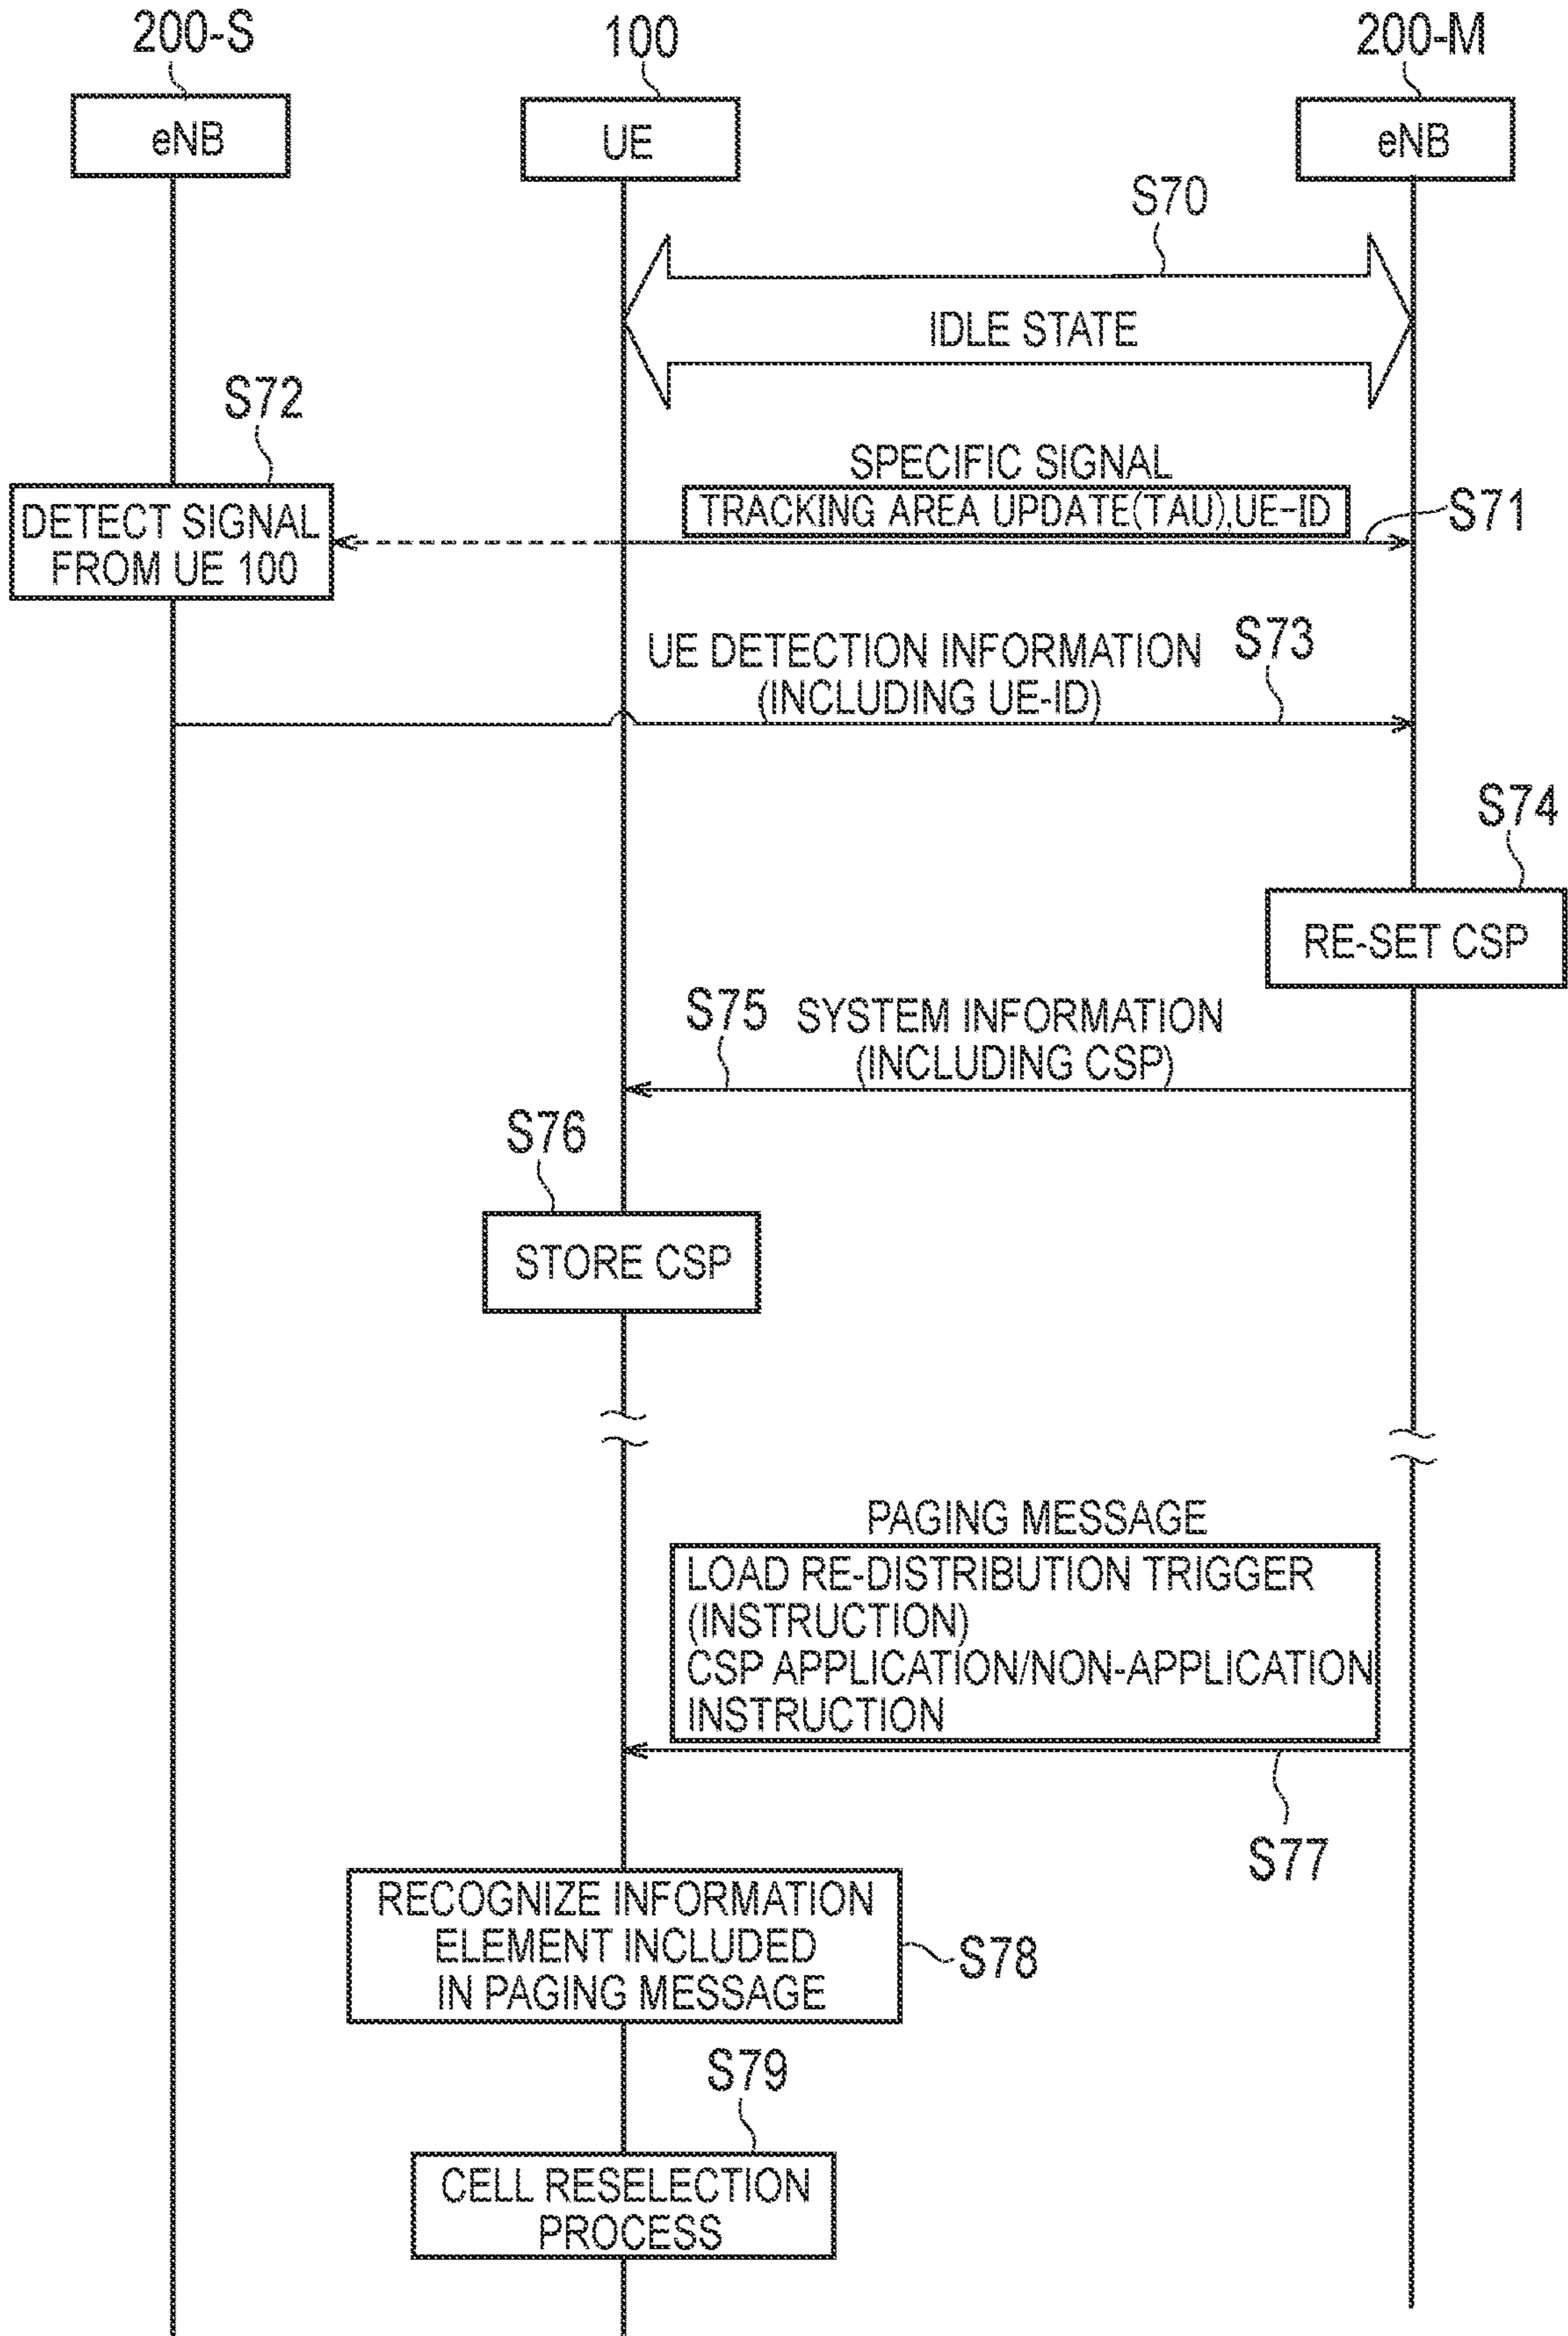 200-S
100
200-M
eNB
UE
eNB
S70
IDLE STATE
S72
SPECIFIC SIGNAL
TRACKING AREA UPDATE(TAU),UE-ID
S71
DETECT SIGNAL
FROM UE 100
UE DETECTION INFORMATION
(INCLUDING UE-ID)
S73
S74
RE-SET CSP
S75
SYSTEM INFORMATION
(INCLUDING CSP)
S76
STORE CSP
PAGING MESSAGE
LOAD RE-DISTRIBUTION TRIGGER
(INSTRUCTION)
CSP APPLICATION/NON-APPLICATION
INSTRUCTION
S77
RECOGNIZE INFORMATION
ELEMENT INCLUDED
IN PAGING MESSAGE
S78
S79
CELL RESELECTION
PROCESS